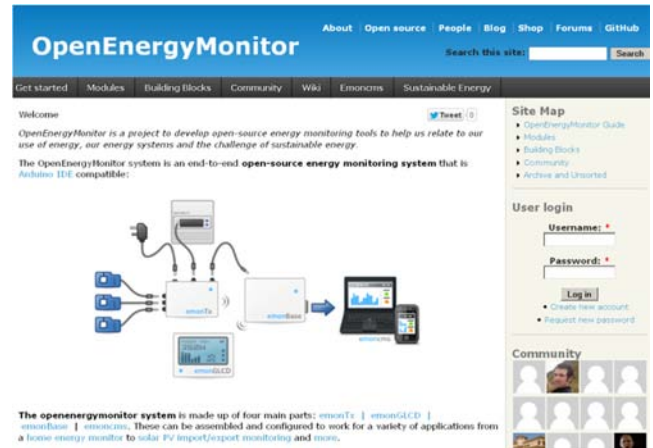 About Open source People Blog Shop Forums GitHub
OpenEnergyMonitor
Search this site: Search
Get started Modules Building Blocks Community Wiki Emoncms Sustainable Energy
Welcome
Tweet 0
OpenEnergyMonitor is a project to develop open-source energy monitoring tools to help us relate to our
use of energy, our energy systems and the challenge of sustainable energy.
The OpenEnergyMonitor system is an end-to-end open-source energy monitoring system that is
Arduino IDE compatible:
emonTx
emonBase
emoncms
emonGLCD
The openenergymonitor system is made up of four main parts: emonTx | emonGLCD |
emonBase | emoncms. These can be assembled and configured to work for a variety of applications from
a home energy monitor to solar PV import/export monitoring and more.
Site Map
OpenEnergyMonitor Guide
Modules
Building Blocks
Community
Archive and Unsorted
User login
Username: *
Password: *
Log in
Create new account
Request new password
Community